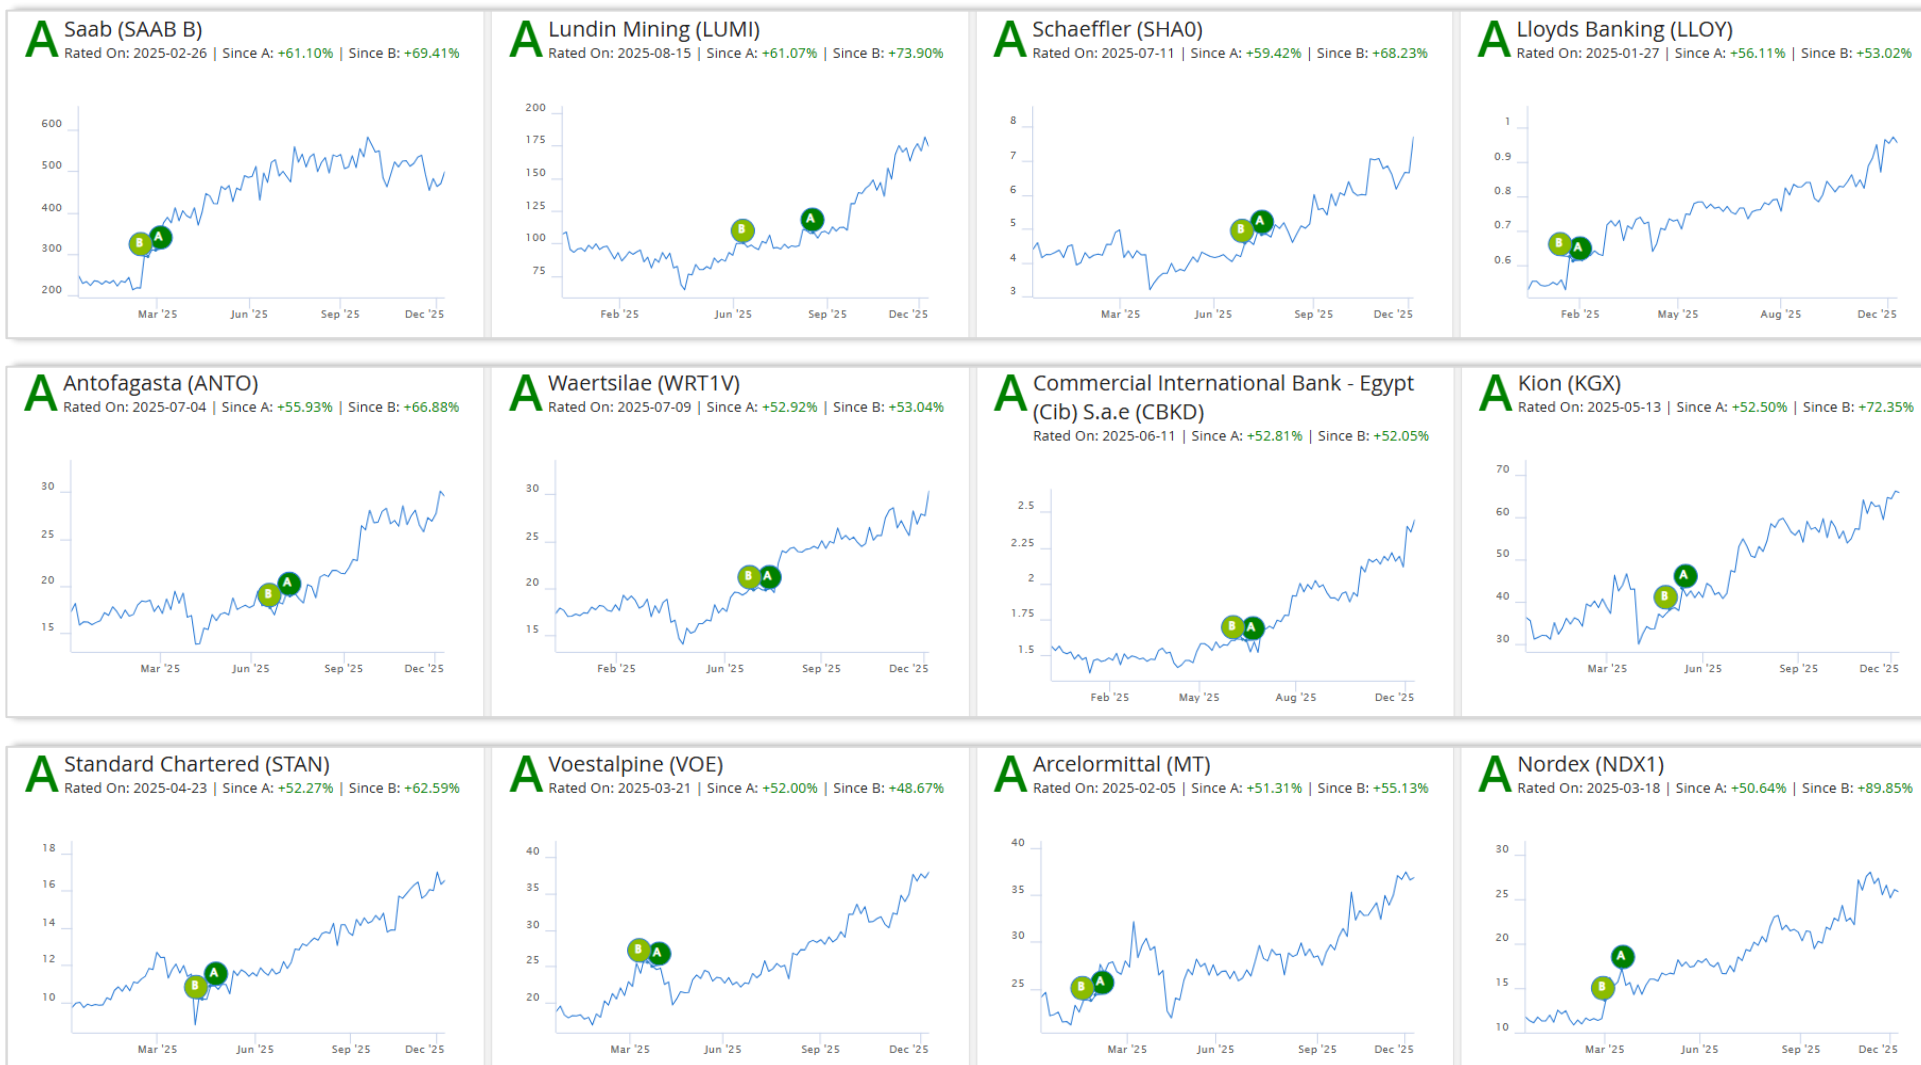 A Saab (SAAB B)
Rated On: 2025-02-26 | Since A: +61.10% | Since B: +69.41%
600
500
400
300
200
B A
Mar '25 Jun '25 Sep '25 Dec '25
A Lundin Mining (LUMI)
Rated On: 2025-08-15 | Since A: +61.07% | Since B: +73.90%
200
175
150
125
100
75
B A
Feb '25 Jun '25 Sep '25 Dec '25
A Schaeffler (SHA0)
Rated On: 2025-07-11 | Since A: +59.42% | Since B: +68.23%
8
7
6
5
4
3
B A
Mar '25 Jun '25 Sep '25 Dec '25
A Lloyds Banking (LLOY)
Rated On: 2025-01-27 | Since A: +56.11% | Since B: +53.02%
1
0.9
0.8
0.7
0.6
B A
Feb '25 May '25 Aug '25 Dec '25
A Antofagasta (ANTO)
Rated On: 2025-07-04 | Since A: +55.93% | Since B: +66.88%
30
25
20
15
B A
Mar '25 Jun '25 Sep '25 Dec '25
A Waertsilae (WRT1V)
Rated On: 2025-07-09 | Since A: +52.92% | Since B: +53.04%
30
25
20
15
B A
Feb '25 Jun '25 Sep '25 Dec '25
A Commercial International Bank - Egypt
(Cib) S.a.e (CBKD)
Rated On: 2025-06-11 | Since A: +52.81% | Since B: +52.05%
2.5
2.25
2
1.75
1.5
B A
Feb '25 May '25 Aug '25 Dec '25
A Kion (KGX)
Rated On: 2025-05-13 | Since A: +52.50% | Since B: +72.35%
70
60
50
40
30
B A
Mar '25 Jun '25 Sep '25 Dec '25
A Standard Chartered (STAN)
Rated On: 2025-04-23 | Since A: +52.27% | Since B: +62.59%
18
16
14
12
10
B A
Mar '25 Jun '25 Sep '25 Dec '25
A Voestalpine (VOE)
Rated On: 2025-03-21 | Since A: +52.00% | Since B: +48.67%
40
35
30
25
20
B A
Mar '25 Jun '25 Sep '25 Dec '25
A Arcelormittal (MT)
Rated On: 2025-02-05 | Since A: +51.31% | Since B: +55.13%
40
35
30
25
B A
Mar '25 Jun '25 Sep '25 Dec '25
A Nordex (NDX1)
Rated On: 2025-03-18 | Since A: +50.64% | Since B: +89.85%
30
25
20
15
10
B A
Mar '25 Jun '25 Sep '25 Dec '25